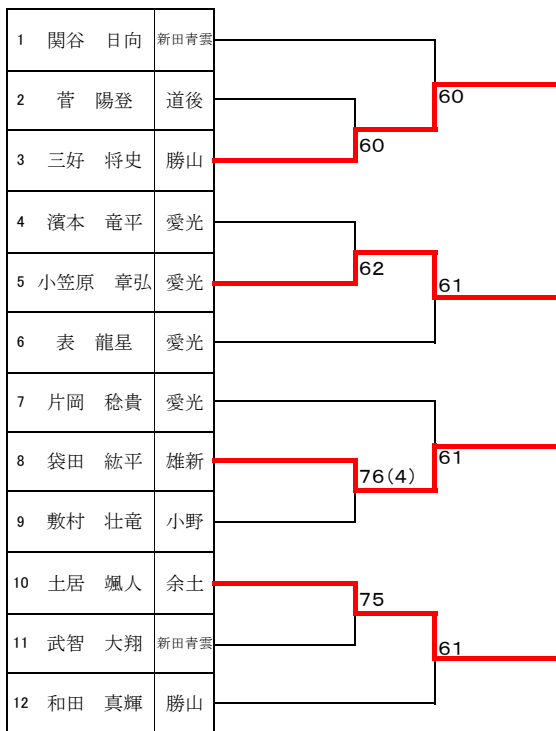 1 関谷 日向 新田青雲
2 菅 陽登 道後
3 三好 将史 勝山
4 濱本 竜平 愛光
5 小笠原 章弘 愛光
6 表 龍星 愛光
7 片岡 稔貴 愛光
8 袋田 紘平 雄新
9 敷村 壮竜 小野
10 土居 颯人 余土
11 武智 大翔 新田青雲
12 和田 真輝 勝山
60
60
62
61
76(4)
61
75
61